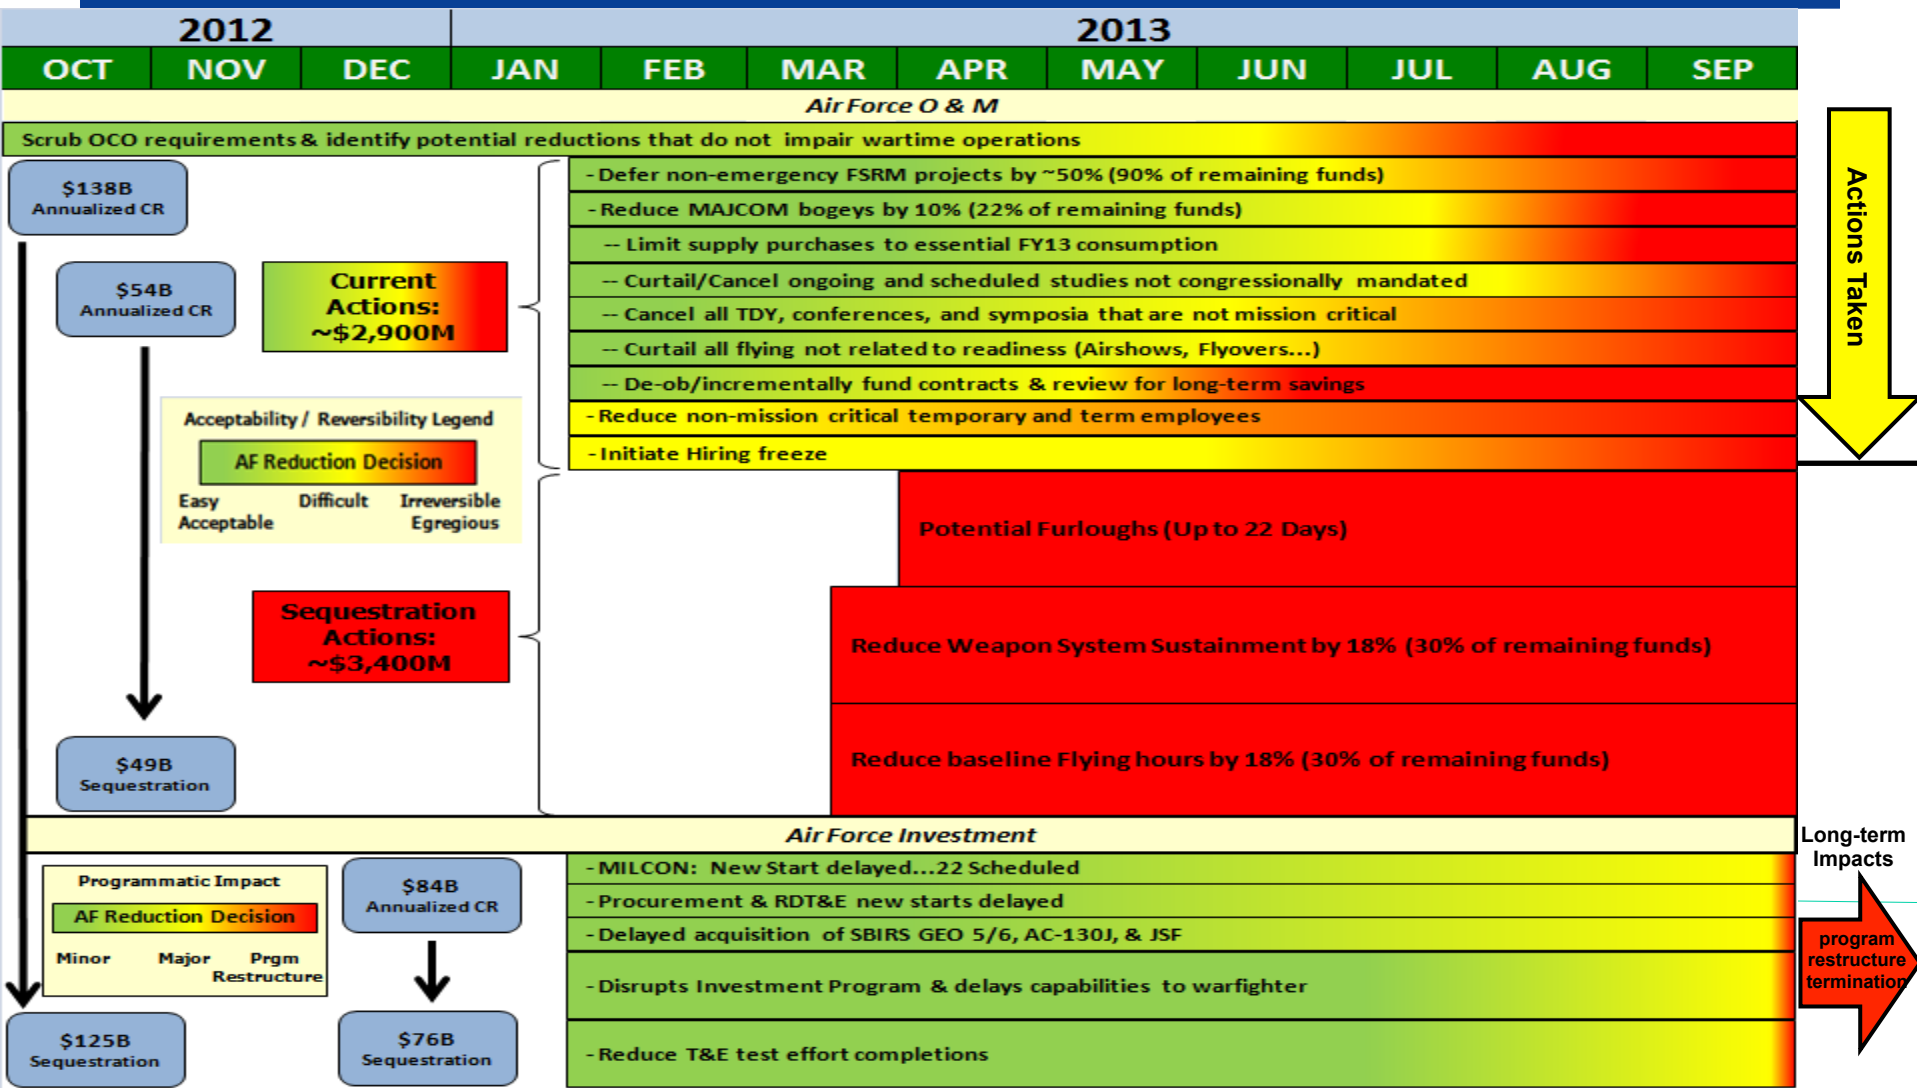 2012 2013
OCT NOV DEC JAN FEB MAR APR MAY JUN JUL AUG SEP
Air Force O & M
Scrub OCO requirements & identify potential reductions that do not impair wartime operations
$138B
Annualized CR
$54B
Annualized CR
$49B
Sequestration
Current
Actions:
~$2,900M
- Defer non-emergency FSRM projects by ~50% (90% of remaining funds)
- Reduce MAJCOM bogeys by 10% (22% of remaining funds)
-- Limit supply purchases to essential FY13 consumption
-- Curtail/Cancel ongoing and scheduled studies not congressionally mandated
-- Cancel all TDY, conferences, and symposia that are not mission critical
-- Curtail all flying not related to readiness (Airshows, Flyovers...)
-- De-ob/incrementally fund contracts & review for long-term savings
- Reduce non-mission critical temporary and term employees
- Initiate Hiring freeze
Acceptability / Reversibility Legend
AF Reduction Decision
Easy Difficult Irreversible
Acceptable Egregious
Sequestration
Actions:
~$3,400M
Potential Furloughs (Up to 22 Days)
Reduce Weapon System Sustainment by 18% (30% of remaining funds)
Reduce baseline Flying hours by 18% (30% of remaining funds)
Actions Taken
Air Force Investment
Programmatic Impact
AF Reduction Decision
Minor Major Prgm
Restructure
$125B
Sequestration
$84B
Annualized CR
$76B
Sequestration
- MILCON: New Start delayed...22 Scheduled
- Procurement & RDT&E new starts delayed
- Delayed acquisition of SBIRS GEO 5/6, AC-130J, & JSF
- Disrupts Investment Program & delays capabilities to warfighter
- Reduce T&E test effort completions
Long-term
Impacts
program
restructure
termination